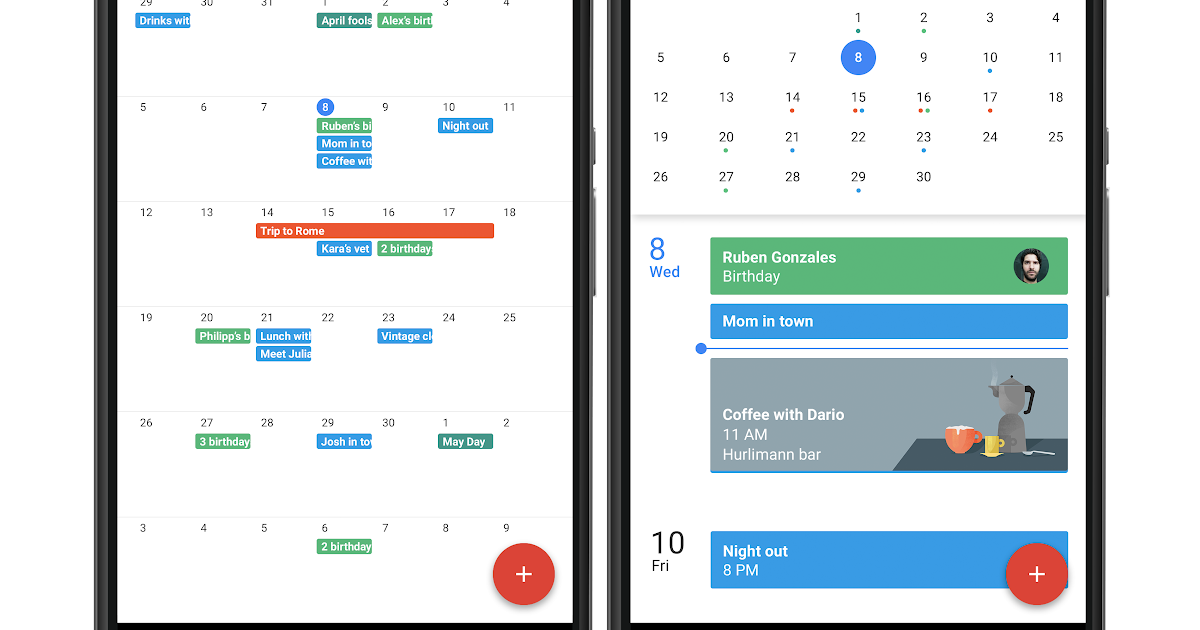 29 30 31 1 2 3 4
Drinks wit April fools Alex's birt
5 6 7 8 9 10 11
Ruben's bi Night out
Mom in to
Coffee wit
12 13 14 15 16 17 18
Trip to Rome
Kara's vet 2 birthday
19 20 21 22 23 24 25
Philipp's b Lunch with Vintage cl
Meet Julia
26 27 28 29 30 1 2
3 birthday Josh in tov May Day
3 4 5 6 7 8 9
2 birthday
+
1 2 3 4
5 6 7 8 9 10 11
12 13 14 15 16 17 18
19 20 21 22 23 24 25
26 27 28 29 30
8
Wed
Ruben Gonzales
Birthday
Mom in town
Coffee with Dario
11 AM
Hurlimann bar
10
Fri
Night out
8 PM
+